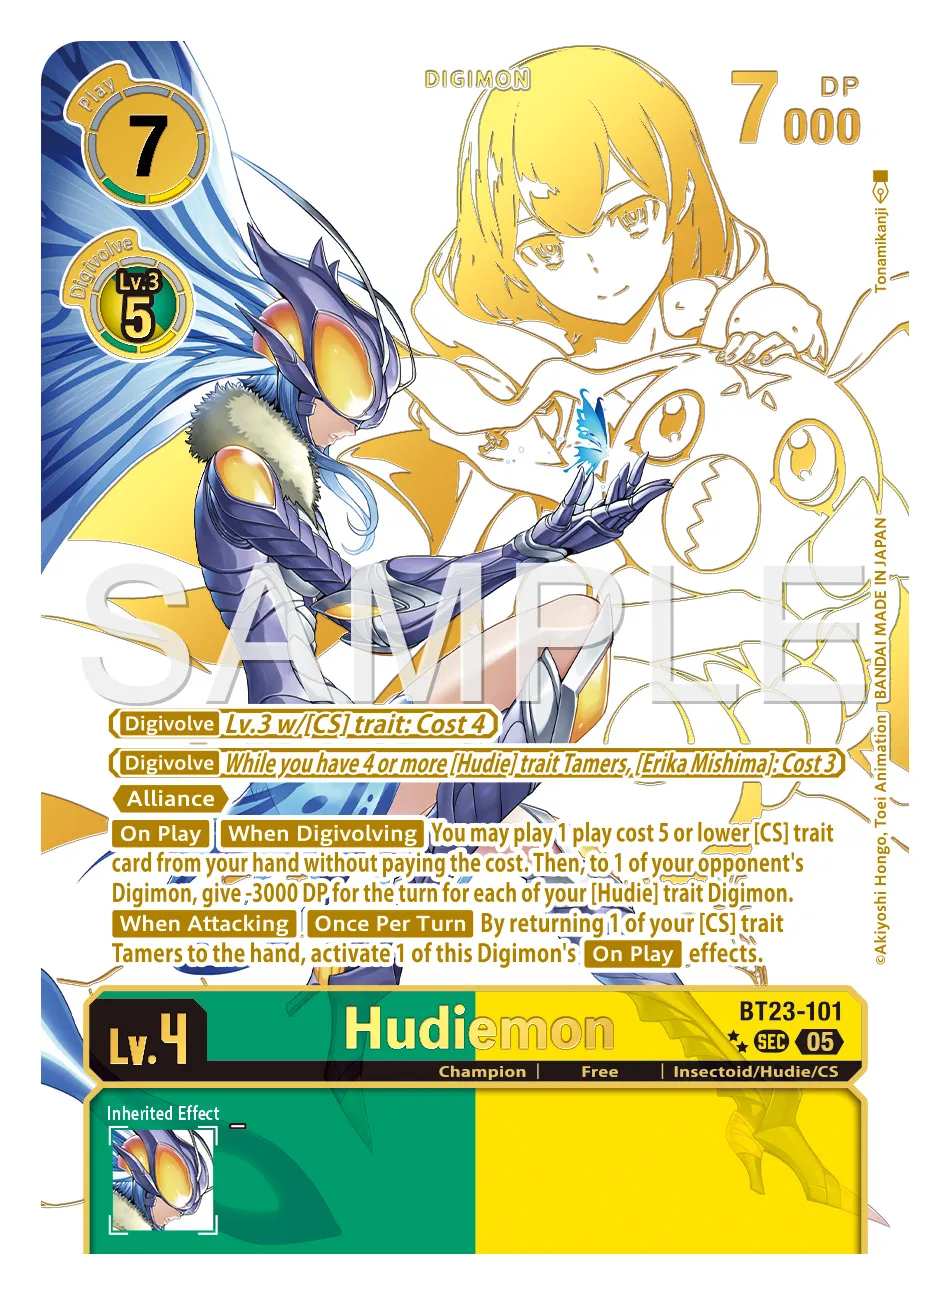 Play
7
DIGIMON
7000
DP
Digivolve
Lv.3
5
Tonamikanji
SAMPLE
©Akiyoshi Hongo, Toei Animation BANDAI MADE IN JAPAN
Digivolve Lv.3 w/[CS] trait: Cost 4
Digivolve While you have 4 or more [Hudie] trait Tamers, [Erika Mishima]: Cost 3
Alliance
On Play When Digivolving You may play 1 play cost 5 or lower [CS] trait
card from your hand without paying the cost. Then, to 1 of your opponent's
Digimon, give -3000 DP for the turn for each of your [Hudie] trait Digimon.
When Attacking Once Per Turn By returning 1 of your [CS] trait
Tamers to the hand, activate 1 of this Digimon's On Play effects.
Lv.4
Hudiemon
BT23-101
SEC 05
Champion | Free | Insectoid/Hudie/CS
Inherited Effect
–